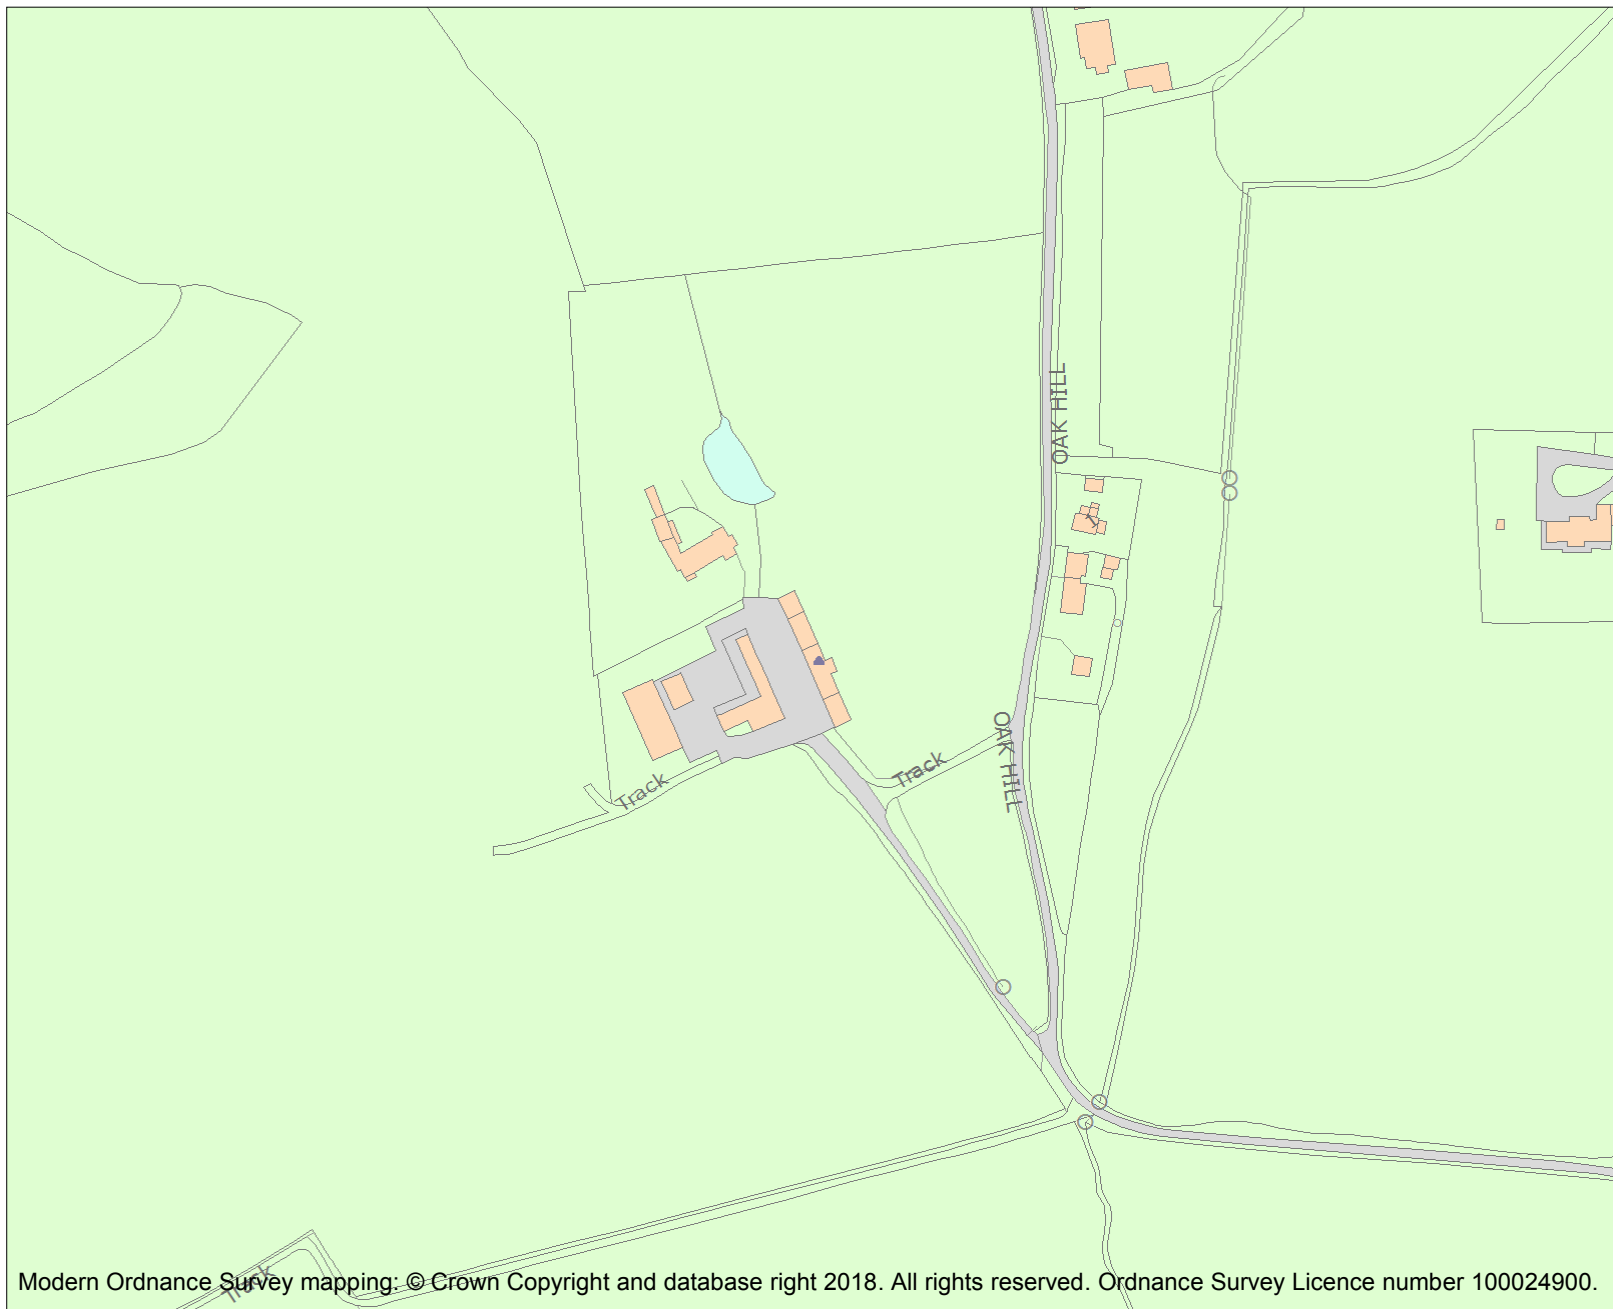 OAK HILL
1
OAK HILL
Track
Track
Track
Modern Ordnance Survey mapping: © Crown Copyright and database right 2018. All rights reserved. Ordnance Survey Licence number 100024900.